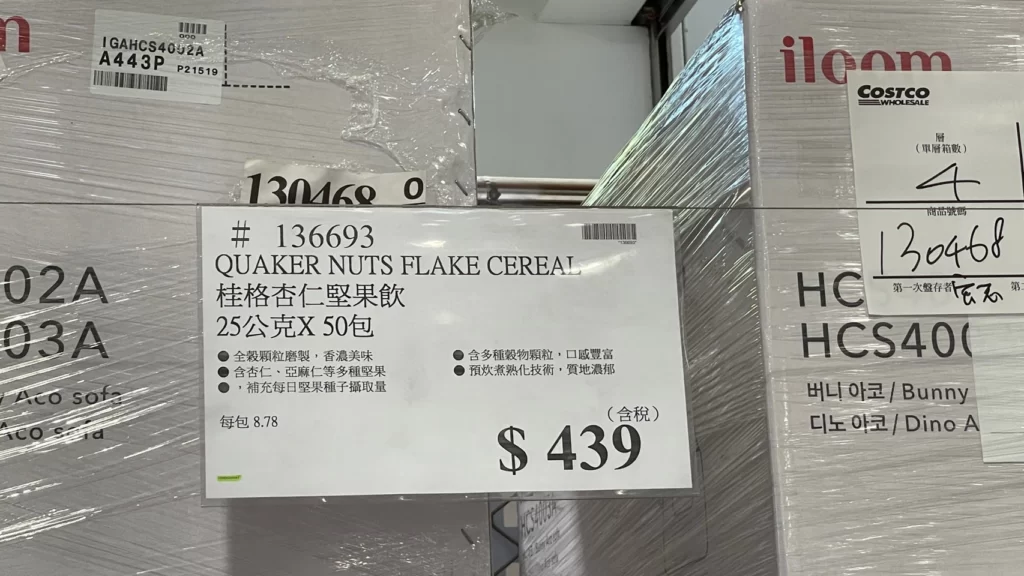 IGAHCS4002A
A443P P21519
130468 0
iloom
COSTCO
WHOLESALE
層
(單層箱數)
4
商品號碼
130468
第一次盤存者
# 136693
QUAKER NUTS FLAKE CEREAL
桂格杏仁堅果飲
25公克X 50包
●全穀顆粒磨製，香濃美味
●含杏仁、亞麻仁等多種堅果
●，補充每日堅果種子攝取量
●含多種穀物顆粒，口感豐富
●預炊煮熟化技術，質地濃郁
每包 8.78
(含稅)
$ 439
02A
03A
Aco sofa
Aco sofa
HC
HCS400
버니 아코 / Bunny
디노 아코 / Dino A